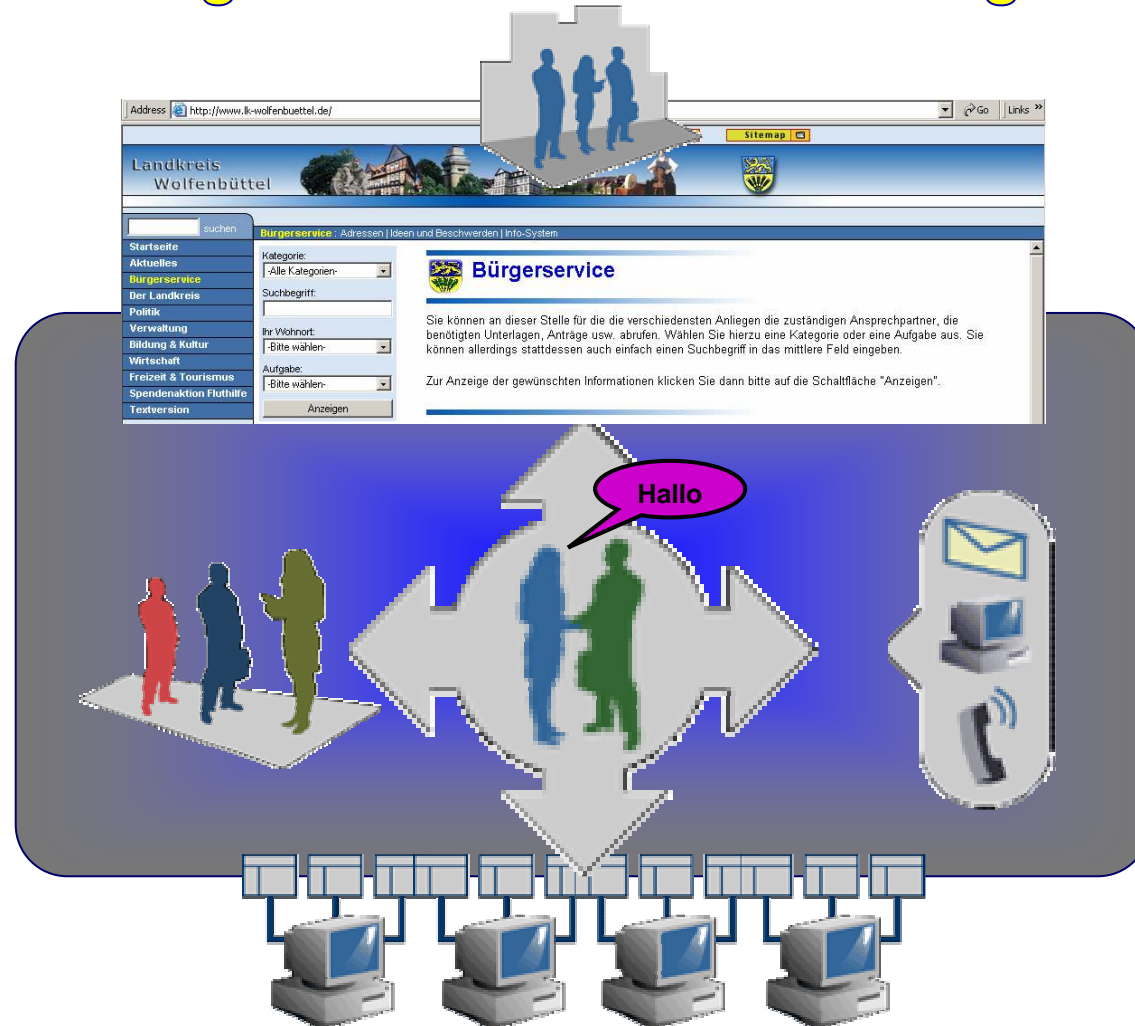 Address http://www.lk-wolfenbuettel.de/ Go Links »
Sitemap
Landkreis
Wolfenbüttel
suchen
Bürgerservice : Adressen | Ideen und Beschwerden | Info-System
Startseite
Aktuelles
Bürgerservice
Der Landkreis
Politik
Verwaltung
Bildung & Kultur
Wirtschaft
Freizeit & Tourismus
Spendenaktion Fluthilfe
Textversion
Kategorie:
-Alle Kategorien-
Suchbegriff:
Ihr Wohnort:
-Bitte wählen-
Aufgabe:
-Bitte wählen-
Anzeigen
Bürgerservice
Sie können an dieser Stelle für die die verschiedensten Anliegen die zuständigen Ansprechpartner, die
benötigten Unterlagen, Anträge usw. abrufen. Wählen Sie hierzu eine Kategorie oder eine Aufgabe aus. Sie
können allerdings stattdessen auch einfach einen Suchbegriff in das mittlere Feld eingeben.
Zur Anzeige der gewünschten Informationen klicken Sie dann bitte auf die Schaltfläche "Anzeigen".
Hallo